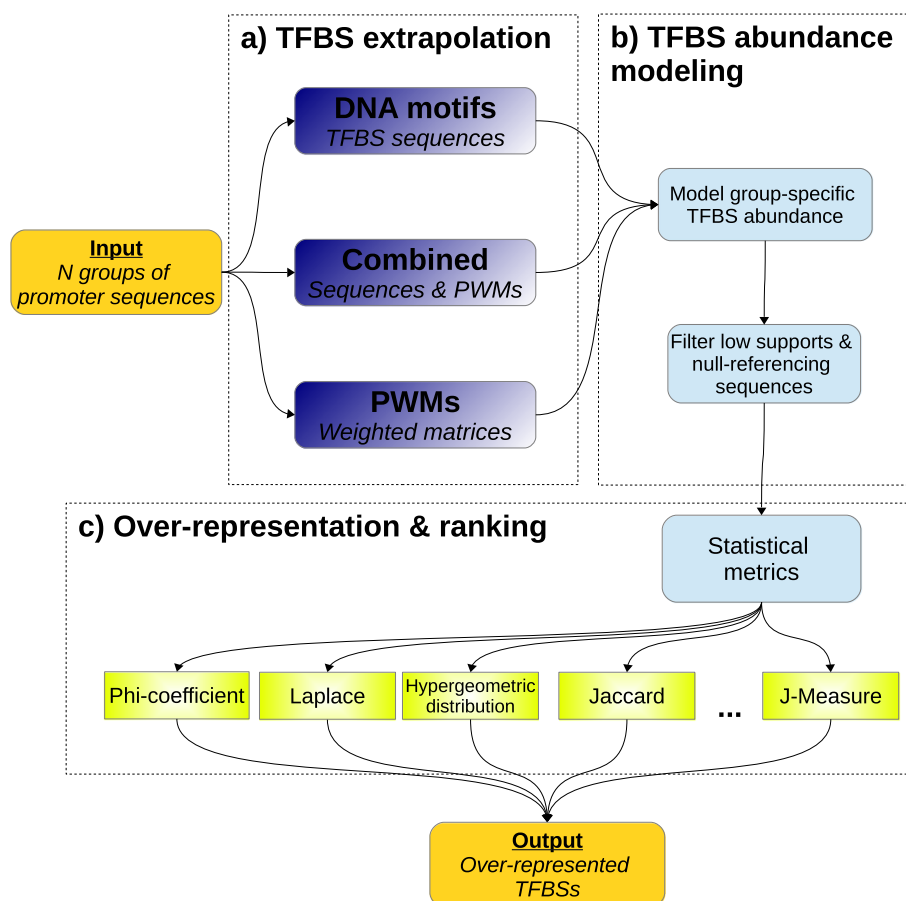 a) TFBS extrapolation
b) TFBS abundance
modeling
DNA motifs
TFBS sequences
Model group-specific
TFBS abundance
Input
N groups of
promoter sequences
Combined
Sequences & PWMs
Filter low supports &
null-referencing
sequences
PWMs
Weighted matrices
c) Over-representation & ranking
Statistical
metrics
Phi-coefficient
Laplace
Hypergeometric
distribution
Jaccard
...
J-Measure
Output
Over-represented
TFBSs